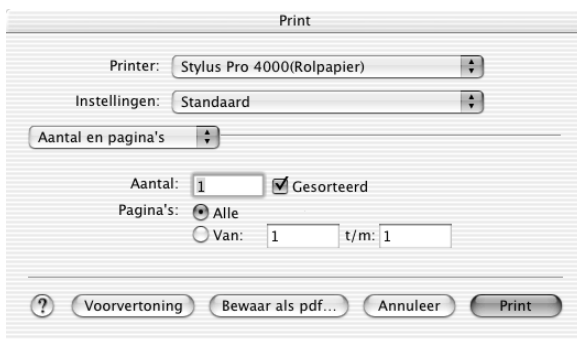 Print
Printer: Stylus Pro 4000(Rolpapier)
Instellingen: Standaard
Aantal en pagina's
Aantal: 1 Gesorteerd
Pagina's: Alle
Van: 1 t/m: 1
? Voorvertoning Bewaar als pdf... Annuleer Print